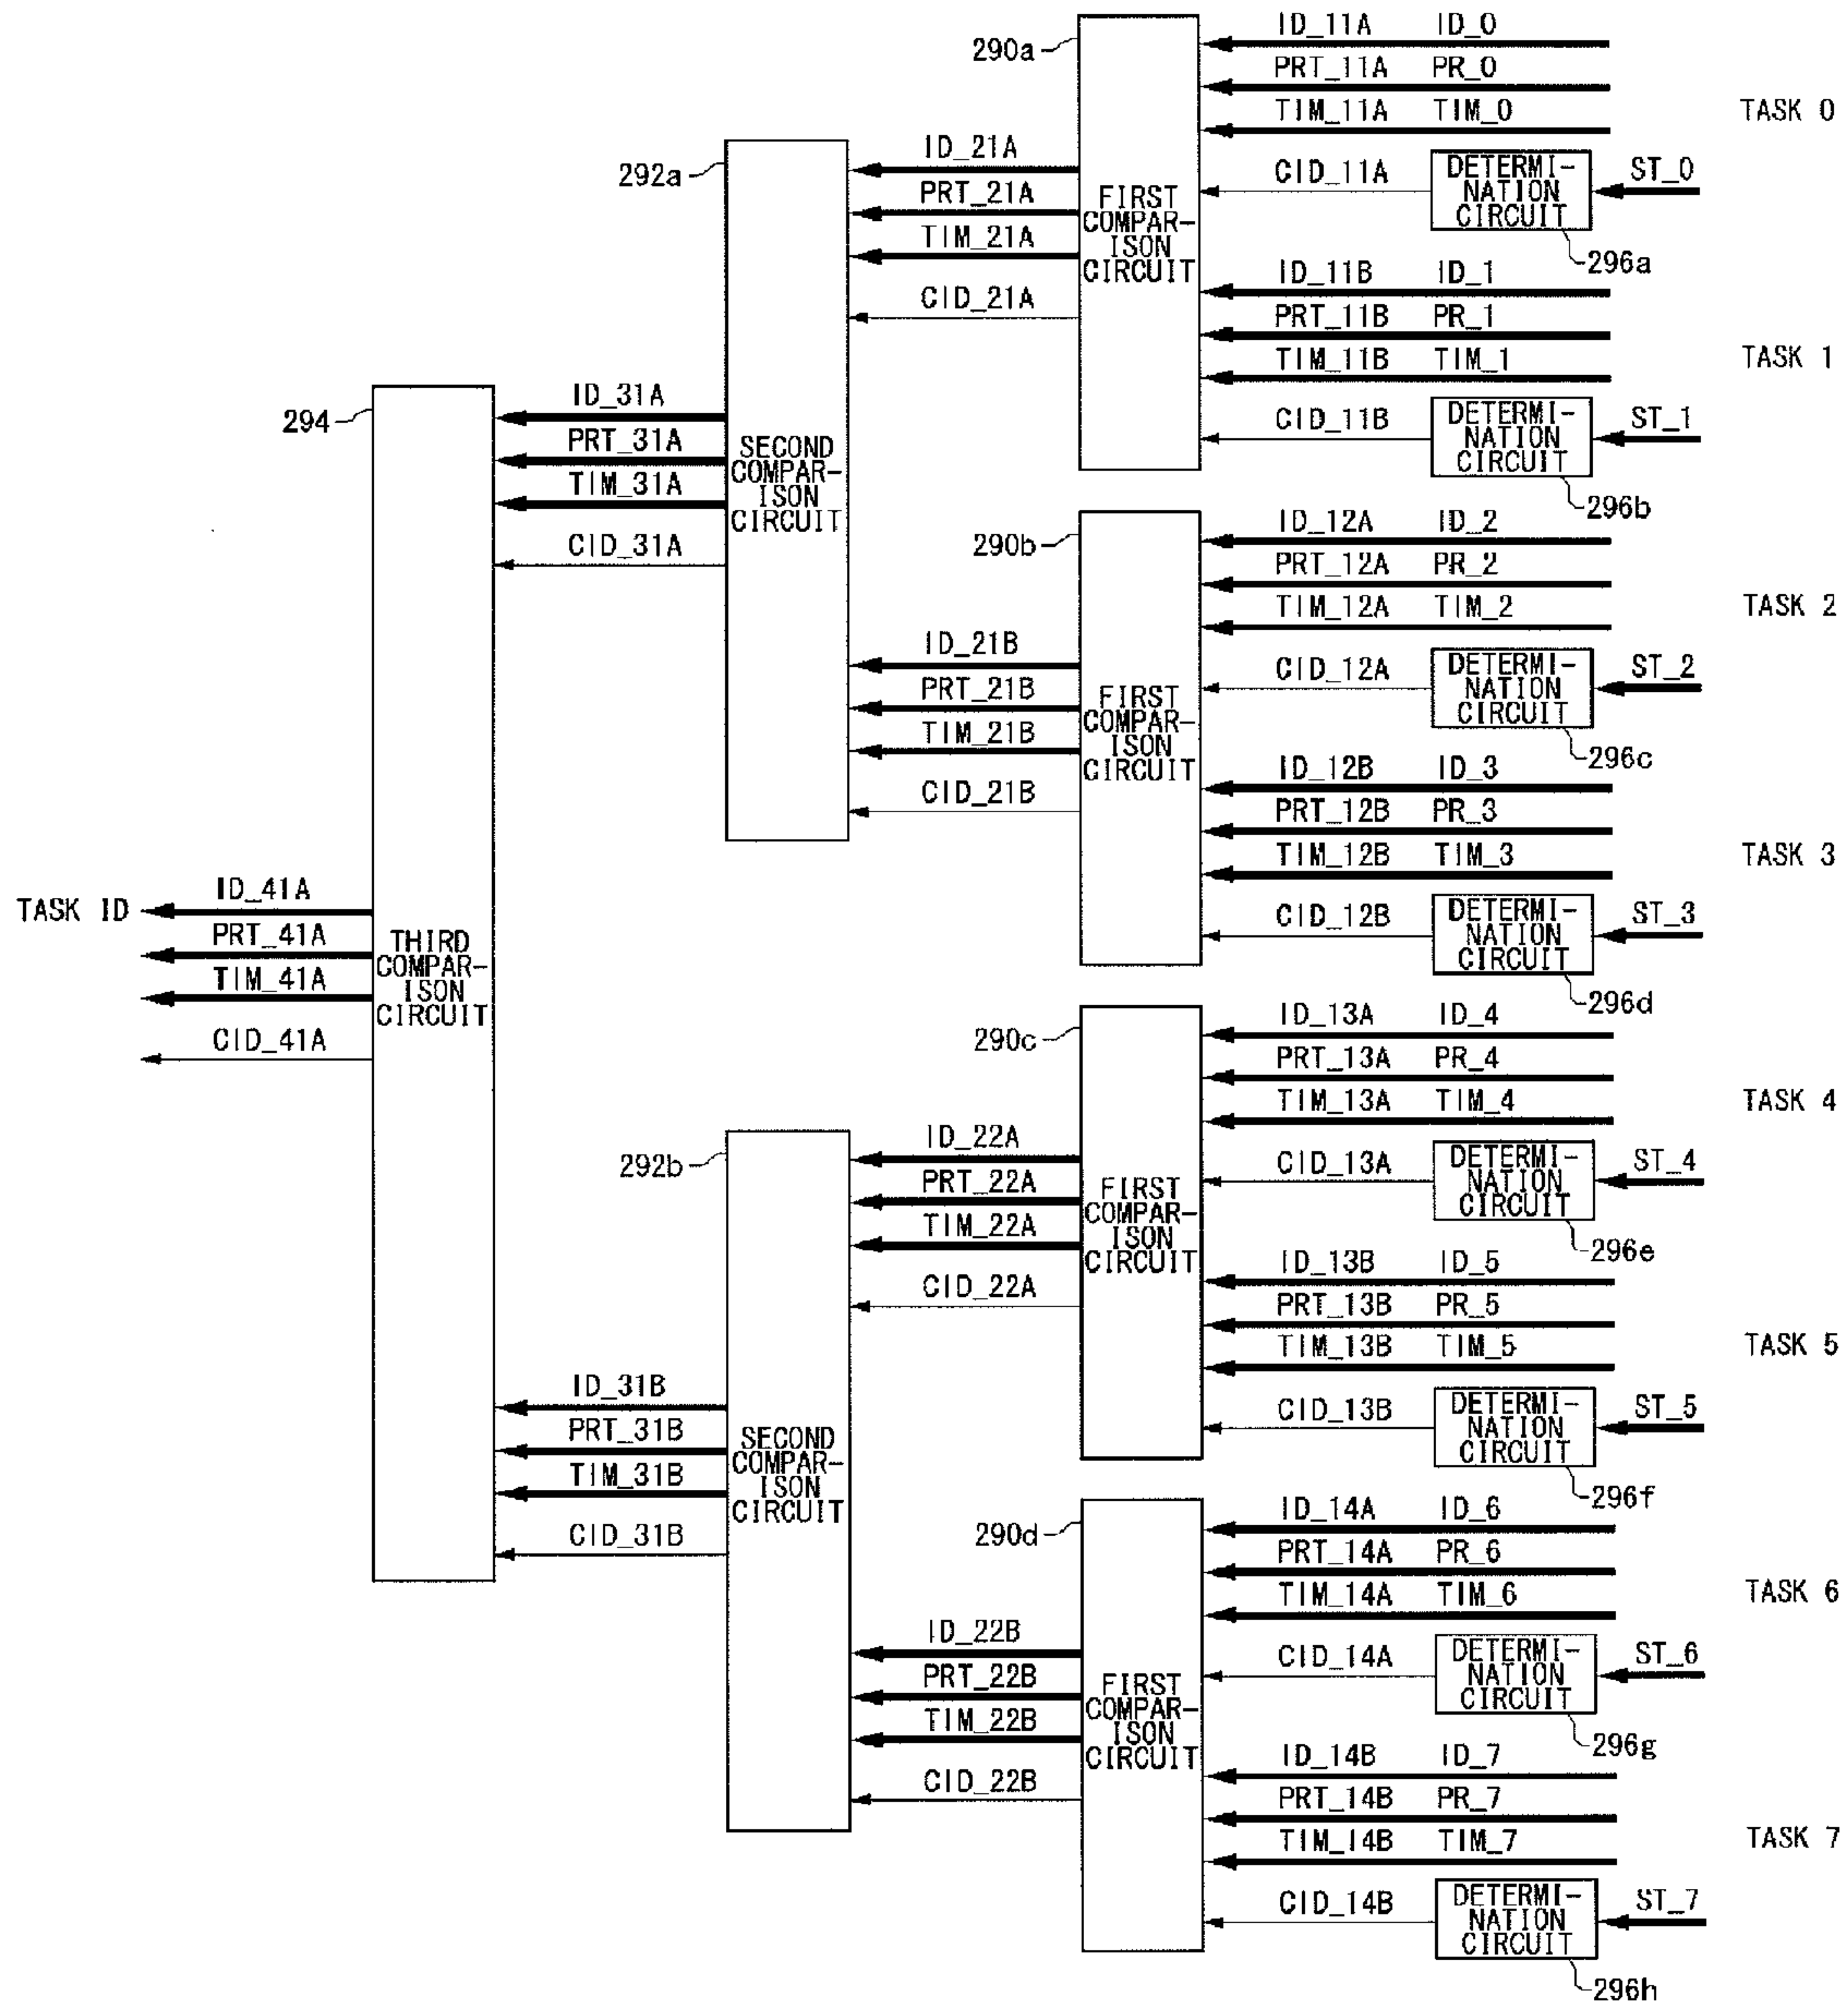 ID_11A ID_0
290a
PRT_11A PR_0
TIM_11A TIM_0
TASK 0
ID_21A
292a
CID_11A
DETERMI-
NATION
CIRCUIT
ST_0
PRT_21A
FIRST
COMPAR-
ISON
CIRCUIT
TIM_21A
296a
ID_11B ID_1
CID_21A
PRT_11B PR_1
TIM_11B TIM_1
TASK 1
ID_31A
294
CID_11B
DETERMI-
NATION
CIRCUIT
ST_1
PRT_31A
SECOND
COMPAR-
ISON
CIRCUIT
TIM_31A
296b
ID_12A ID_2
CID_31A
290b
PRT_12A PR_2
TIM_12A TIM_2
TASK 2
ID_21B
CID_12A
DETERMI-
NATION
CIRCUIT
ST_2
PRT_21B
FIRST
COMPAR-
ISON
CIRCUIT
TIM_21B
296c
ID_12B ID_3
CID_21B
PRT_12B PR_3
TIM_12B TIM_3
TASK 3
TASK ID
ID_41A
CID_12B
DETERMI-
NATION
CIRCUIT
ST_3
PRT_41A
THIRD
COMPAR-
ISON
CIRCUIT
TIM_41A
296d
ID_13A ID_4
CID_41A
290c
PRT_13A PR_4
TIM_13A TIM_4
TASK 4
ID_22A
292b
CID_13A
DETERMI-
NATION
CIRCUIT
ST_4
PRT_22A
FIRST
COMPAR-
ISON
CIRCUIT
TIM_22A
296e
ID_13B ID_5
CID_22A
PRT_13B PR_5
TIM_13B TIM_5
TASK 5
ID_31B
CID_13B
DETERMI-
NATION
CIRCUIT
ST_5
PRT_31B
SECOND
COMPAR-
ISON
CIRCUIT
TIM_31B
296f
ID_14A ID_6
CID_31B
290d
PRT_14A PR_6
TIM_14A TIM_6
TASK 6
ID_22B
CID_14A
DETERMI-
NATION
CIRCUIT
ST_6
PRT_22B
FIRST
COMPAR-
ISON
CIRCUIT
TIM_22B
296g
ID_14B ID_7
CID_22B
PRT_14B PR_7
TIM_14B TIM_7
TASK 7
CID_14B
DETERMI-
NATION
CIRCUIT
ST_7
296h